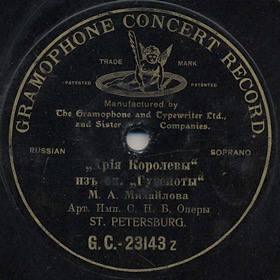 GRAMOPHONE CONCERT RECORD.
TRADE MARK
PATENTED PATENTED
Manufactured by
The Gramophone and Typewriter Ltd.,
and Sister Companies.
RUSSIAN SOPRANO
„Арія Королевы"
изъ оп. „Гугеноты"
М. А. Михайлова
Арт. Имп. С. П. Б. Оперы
ST. PETERSBURG.
G.C.-23143 z